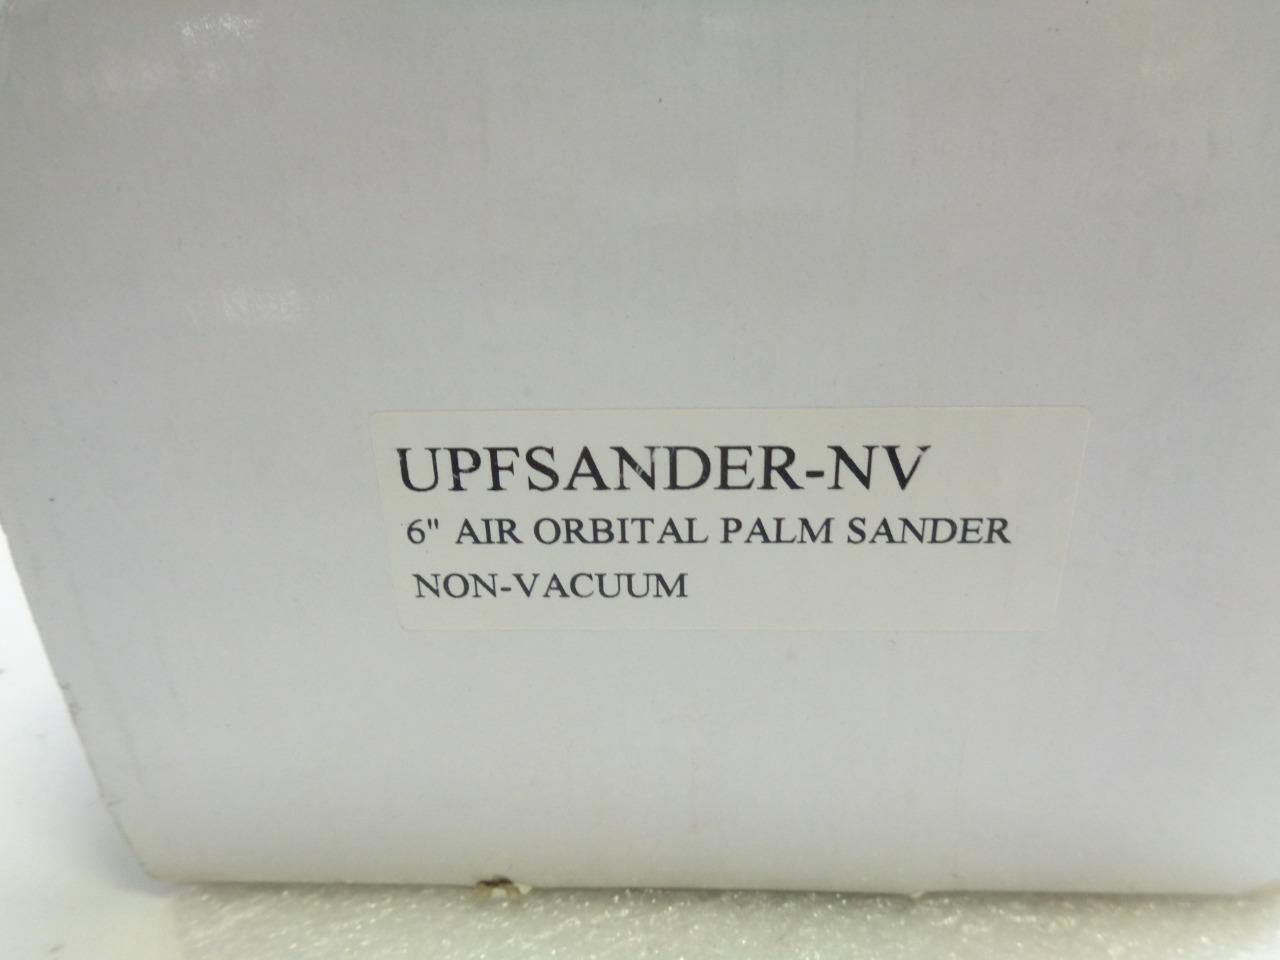 UPFSANDER-NV
6" AIR ORBITAL PALM SANDER
NON-VACUUM